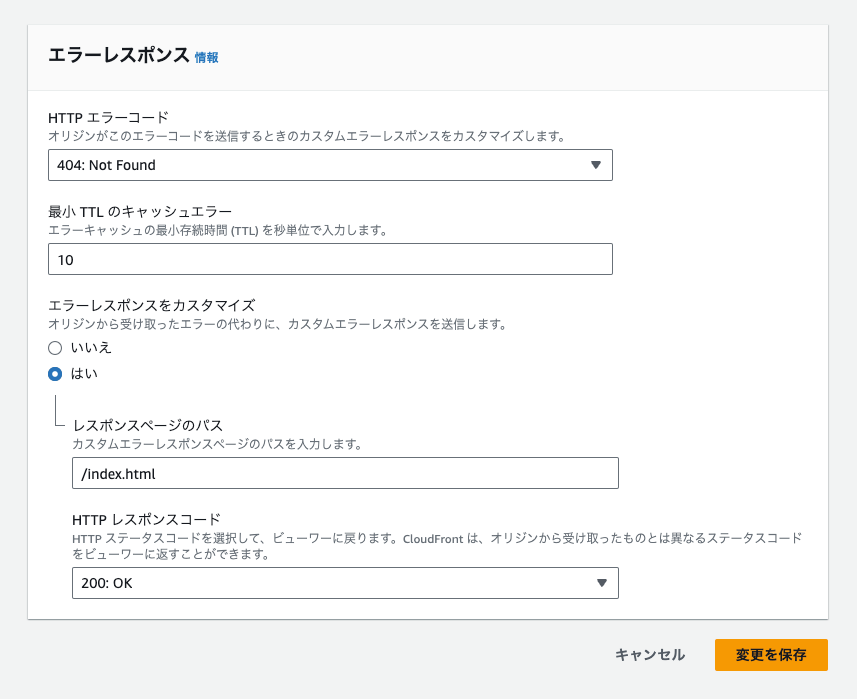 エラーレスポンス 情報
HTTP エラーコード
オリジンがこのエラーコードを送信するときのカスタムエラーレスポンスをカスタマイズします。
404: Not Found
最小 TTL のキャッシュエラー
エラーキャッシュの最小存続時間 (TTL) を秒単位で入力します。
10
エラーレスポンスをカスタマイズ
オリジンから受け取ったエラーの代わりに、カスタムエラーレスポンスを送信します。
いいえ
はい
レスポンスページのパス
カスタムエラーレスポンスページのパスを入力します。
/index.html
HTTP レスポンスコード
HTTP ステータスコードを選択して、ビューワーに戻ります。CloudFront は、オリジンから受け取ったものとは異なるステータスコード
をビューワーに返すことができます。
200: OK
キャンセル 変更を保存